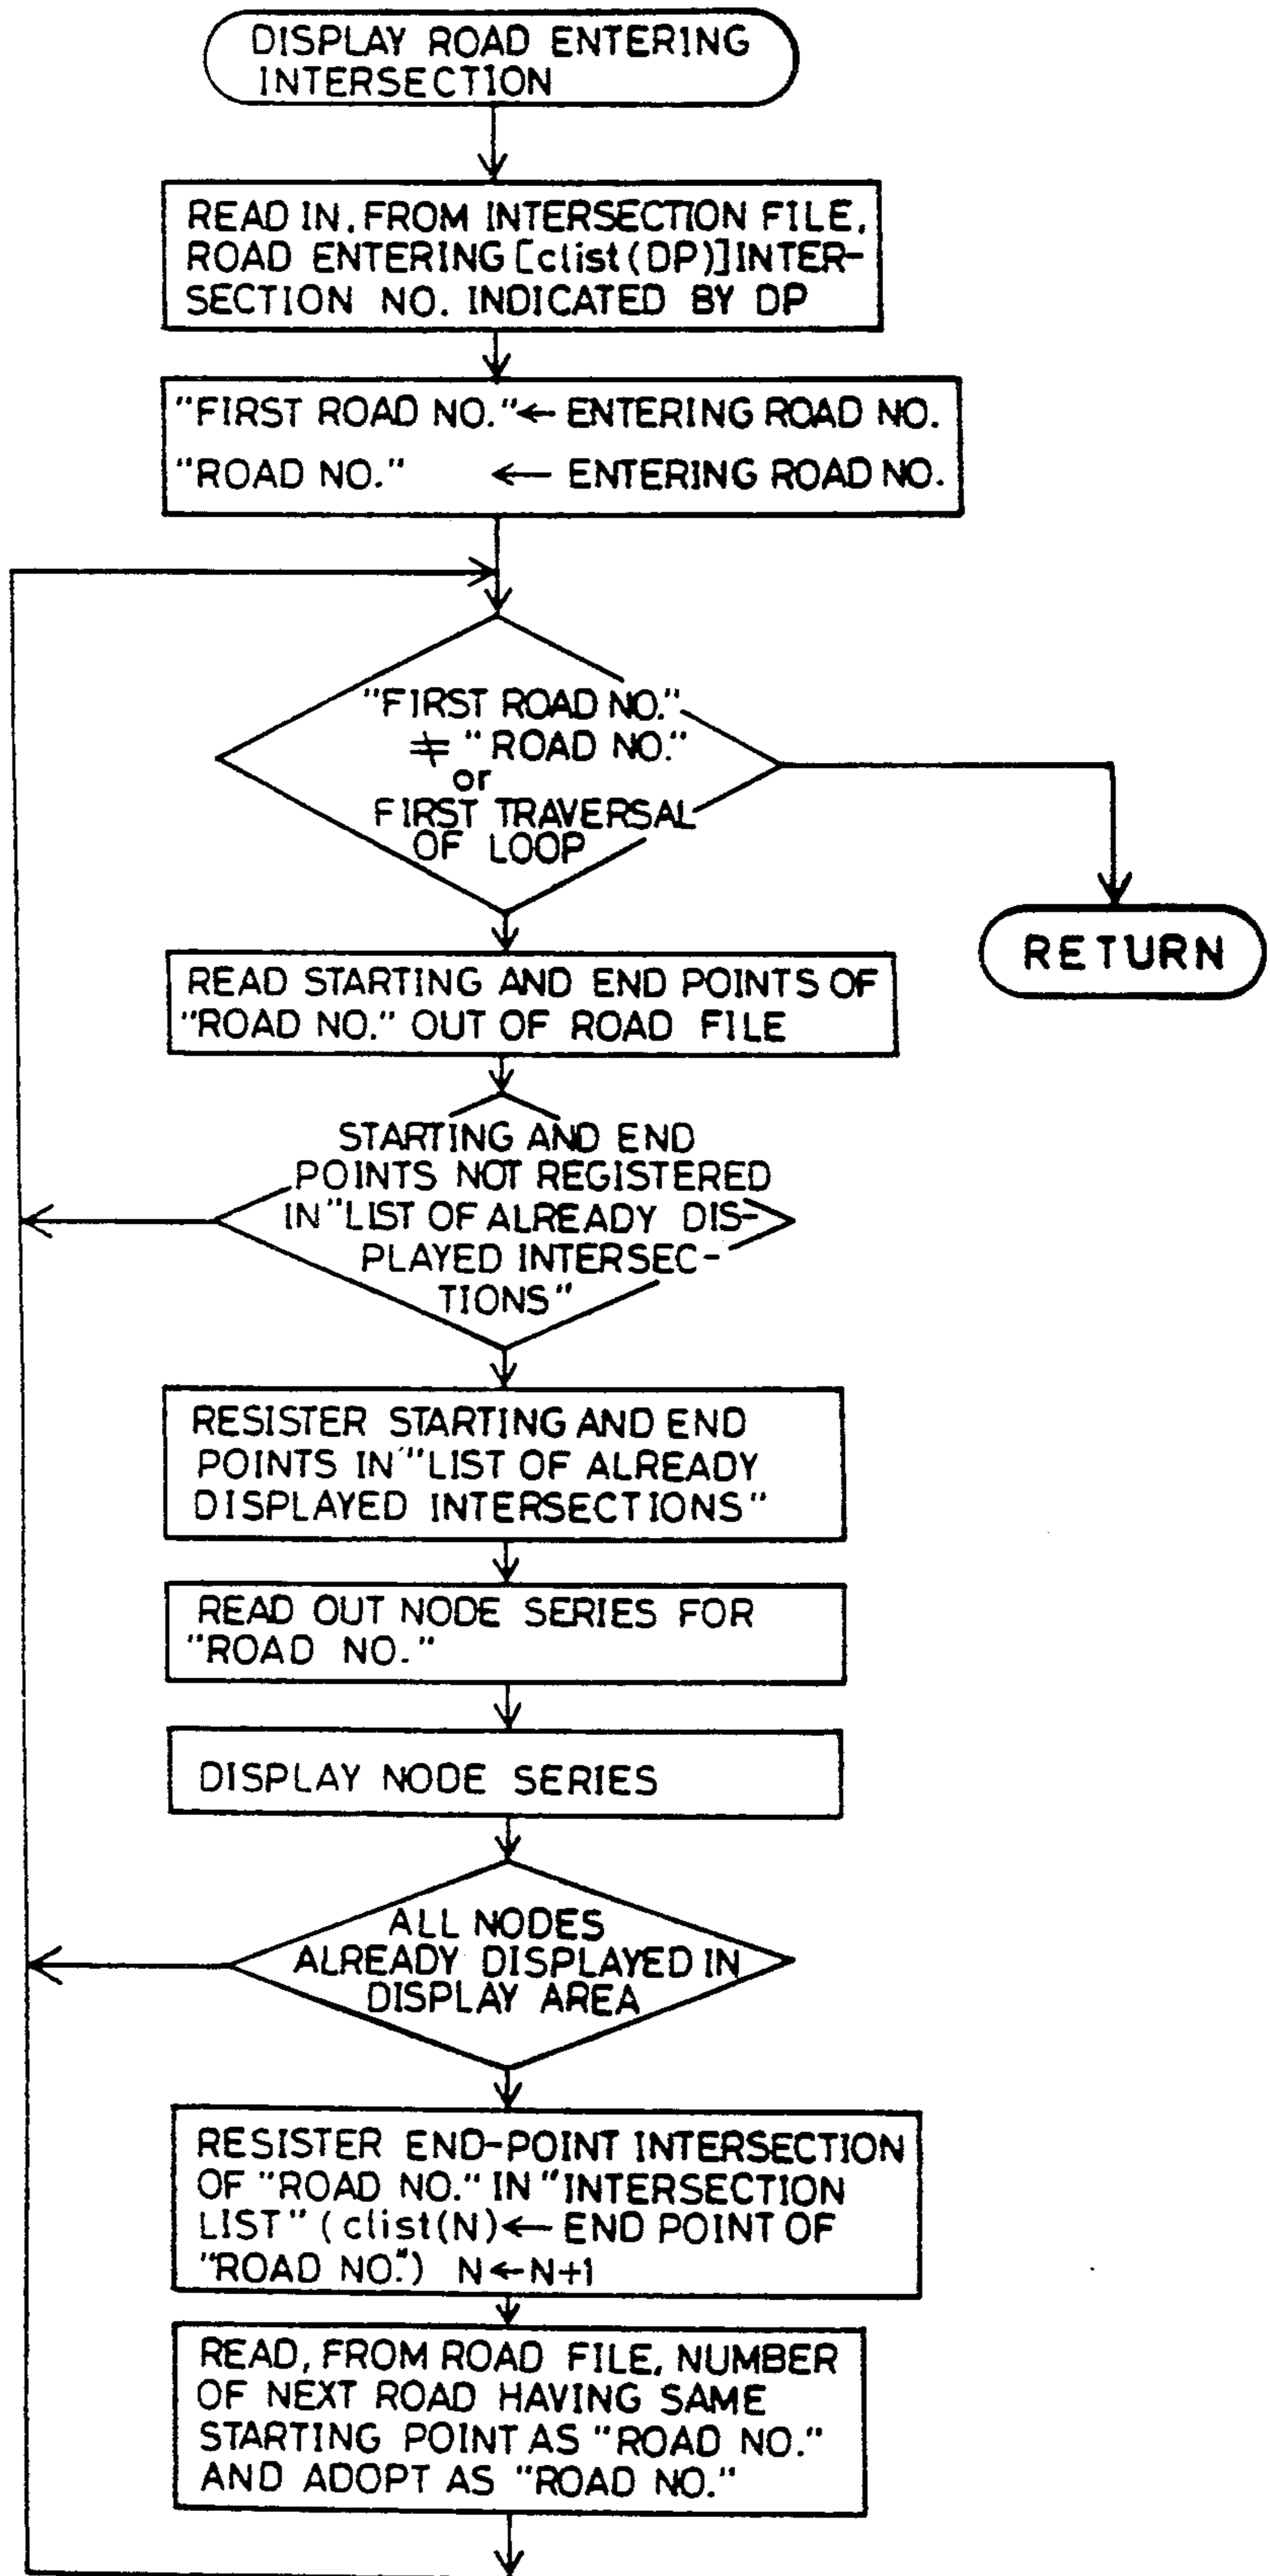 DISPLAY ROAD ENTERING
INTERSECTION
READ IN, FROM INTERSECTION FILE,
ROAD ENTERING [clist(DP)] INTER-
SECTION NO. INDICATED BY DP
"FIRST ROAD NO." ← ENTERING ROAD NO.
"ROAD NO." ← ENTERING ROAD NO.
"FIRST ROAD NO."
≠ "ROAD NO."
or
FIRST TRAVERSAL
OF LOOP
RETURN
READ STARTING AND END POINTS OF
"ROAD NO." OUT OF ROAD FILE
STARTING AND END
POINTS NOT REGISTERED
IN "LIST OF ALREADY DIS-
PLAYED INTERSEC-
TIONS"
RESISTER STARTING AND END
POINTS IN "LIST OF ALREADY
DISPLAYED INTERSECTIONS"
READ OUT NODE SERIES FOR
"ROAD NO."
DISPLAY NODE SERIES
ALL NODES
ALREADY DISPLAYED IN
DISPLAY AREA
RESISTER END-POINT INTERSECTION
OF "ROAD NO." IN "INTERSECTION
LIST" (clist(N) ← END POINT OF
"ROAD NO.") N ← N+1
READ, FROM ROAD FILE, NUMBER
OF NEXT ROAD HAVING SAME
STARTING POINT AS "ROAD NO."
AND ADOPT AS "ROAD NO."